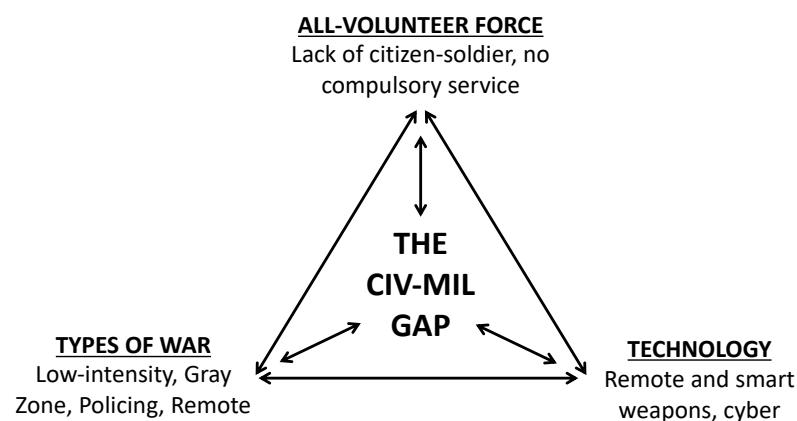 ALL-VOLUNTEER FORCE
Lack of citizen-soldier, no
compulsory service
THE
CIV-MIL
GAP
TYPES OF WAR
Low-intensity, Gray
Zone, Policing, Remote
TECHNOLOGY
Remote and smart
weapons, cyber